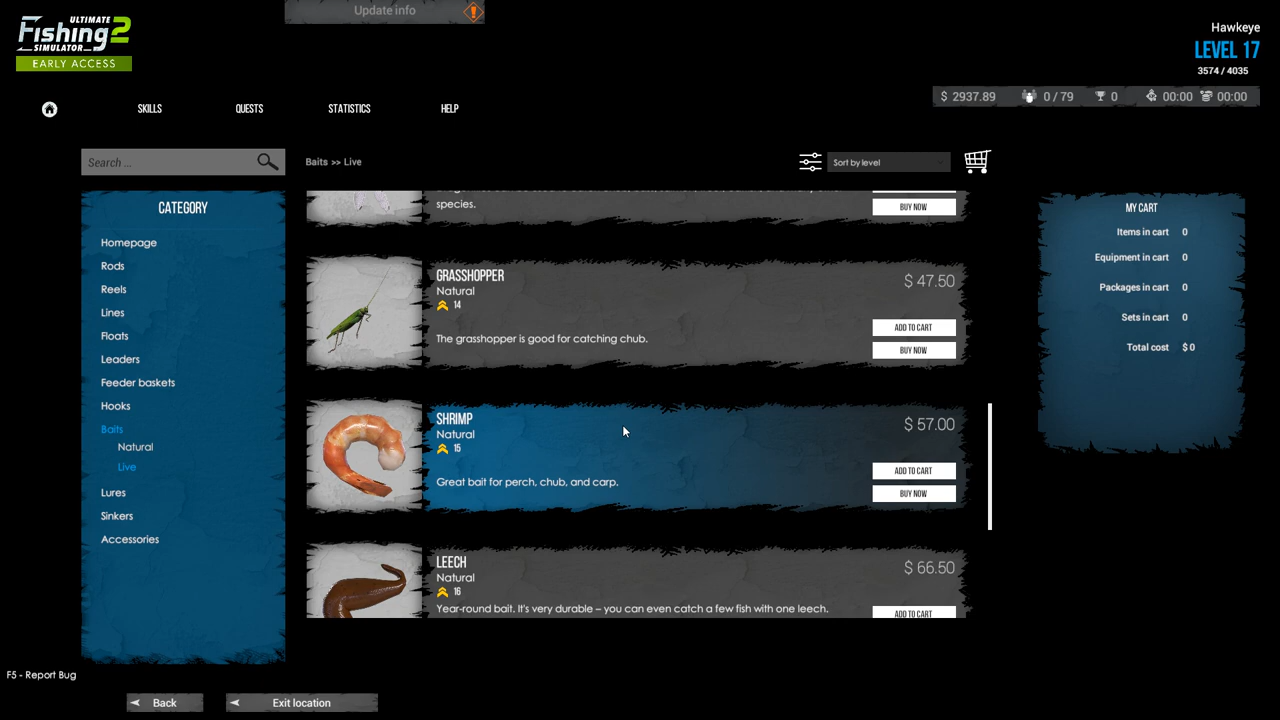 Update info
ULTIMATE
Fishing 2
SIMULATOR
EARLY ACCESS
Hawkeye
LEVEL 17
3574 / 4035
$ 2937.89 0 / 79 0 00:00 00:00
SKILLS QUESTS STATISTICS HELP
Search ...
Baits >> Live
Sort by level
CATEGORY
Homepage
Rods
Reels
Lines
Floats
Leaders
Feeder baskets
Hooks
Baits
Natural
Live
Lures
Sinkers
Accessories
species.
BUY NOW
GRASSHOPPER
Natural
14
The grasshopper is good for catching chub.
$ 47.50
ADD TO CART
BUY NOW
SHRIMP
Natural
15
Great bait for perch, chub, and carp.
$ 57.00
ADD TO CART
BUY NOW
LEECH
Natural
16
Year-round bait. It's very durable – you can even catch a few fish with one leech.
$ 66.50
ADD TO CART
MY CART
Items in cart 0
Equipment in cart 0
Packages in cart 0
Sets in cart 0
Total cost $ 0
F5 - Report Bug
Back
Exit location